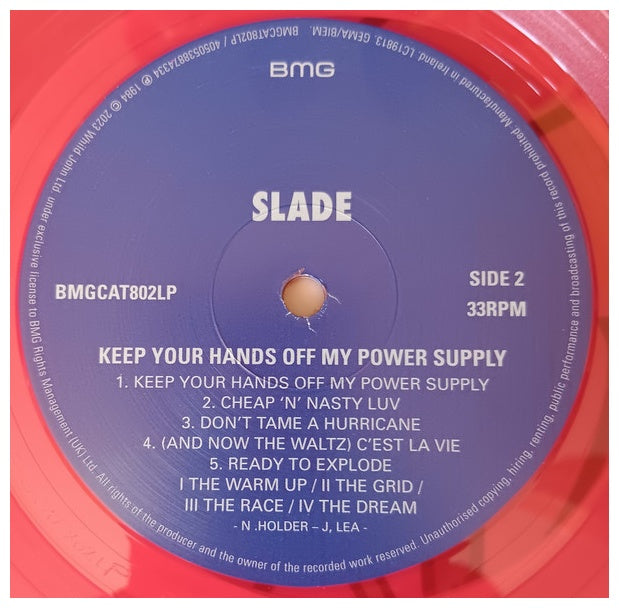 BMG
SLADE
BMGCAT802LP
SIDE 2
33RPM
KEEP YOUR HANDS OFF MY POWER SUPPLY
1. KEEP YOUR HANDS OFF MY POWER SUPPLY
2. CHEAP ‘N’ NASTY LUV
3. DON’T TAME A HURRICANE
4. (AND NOW THE WALTZ) C’EST LA VIE
5. READY TO EXPLODE
I THE WARM UP / II THE GRID /
III THE RACE / IV THE DREAM
- N .HOLDER – J, LEA -
℗ 1984 © 2023 Whild John Ltd. under exclusive license to BMG Rights Management (UK) Ltd. All rights of the producer and the owner of the recorded work reserved. Unauthorised copying, hiring, renting, public performance and broadcasting of this record prohibited Manufactured in Ireland. LC19813. GEMA/BIEM. BMGCAT802LP / 4050538874334